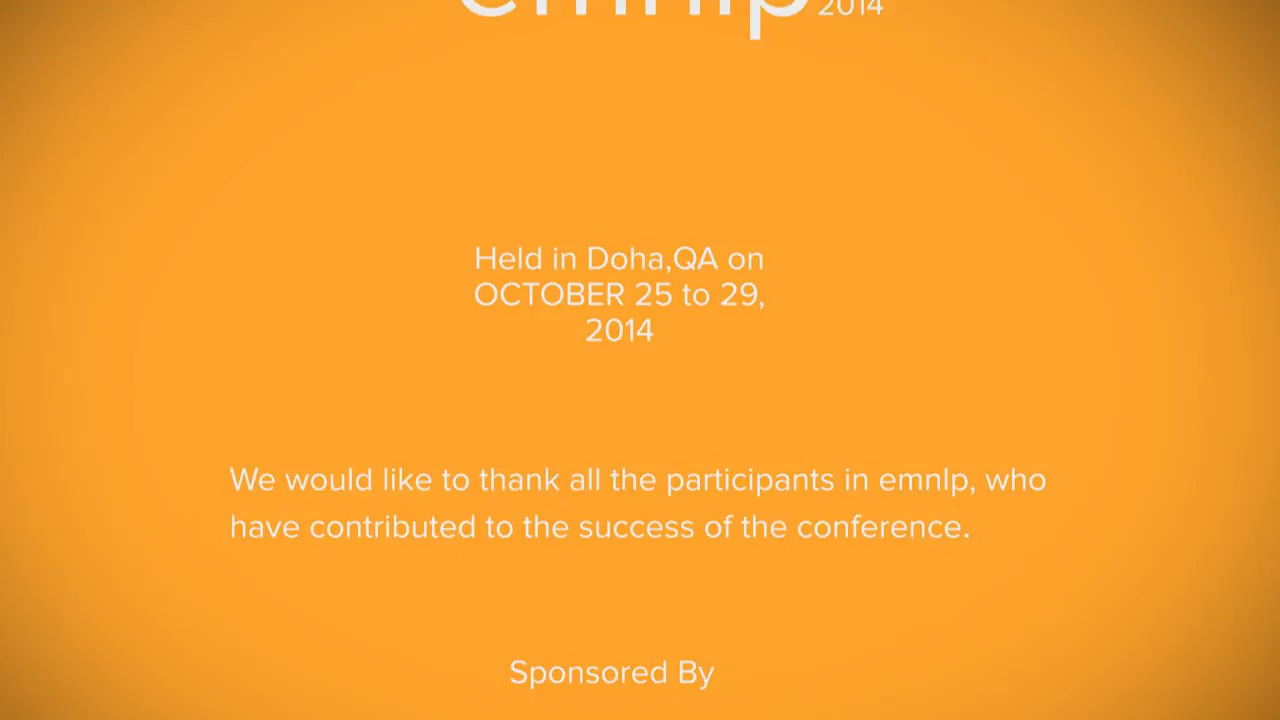 emnlp 2014
Held in Doha,QA on
OCTOBER 25 to 29,
2014
We would like to thank all the participants in emnlp, who
have contributed to the success of the conference.
Sponsored By